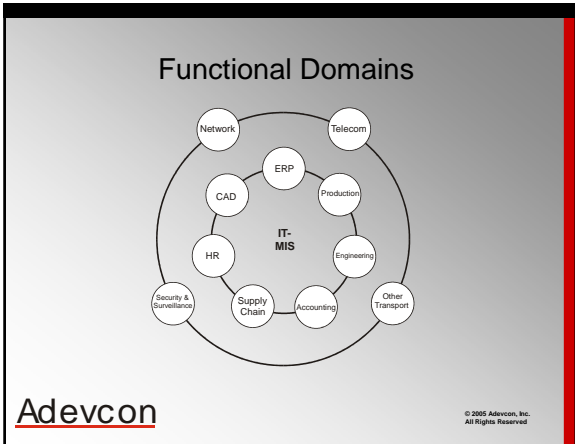 Functional Domains
Network
Telecom
ERP
CAD
Production
IT-
MIS
HR
Engineering
Security &
Surveillance
Supply
Chain
Accounting
Other
Transport
Adevcon
© 2005 Adevcon, Inc.
All Rights Reserved